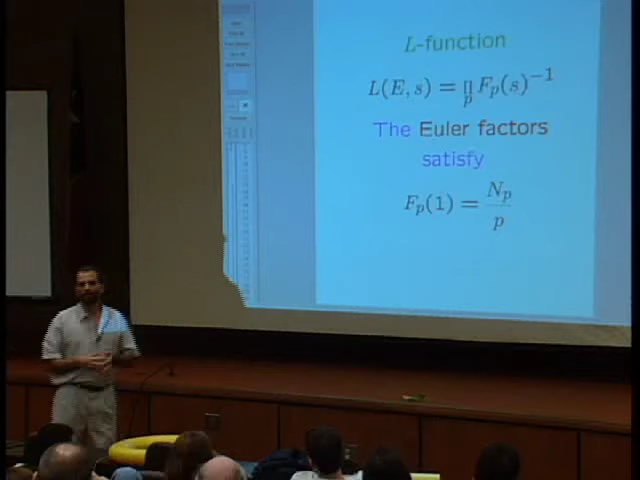 L-function
L(E, s) = ∏_p F_p(s)^{-1}
The Euler factors
satisfy
F_p(1) = N_p / p